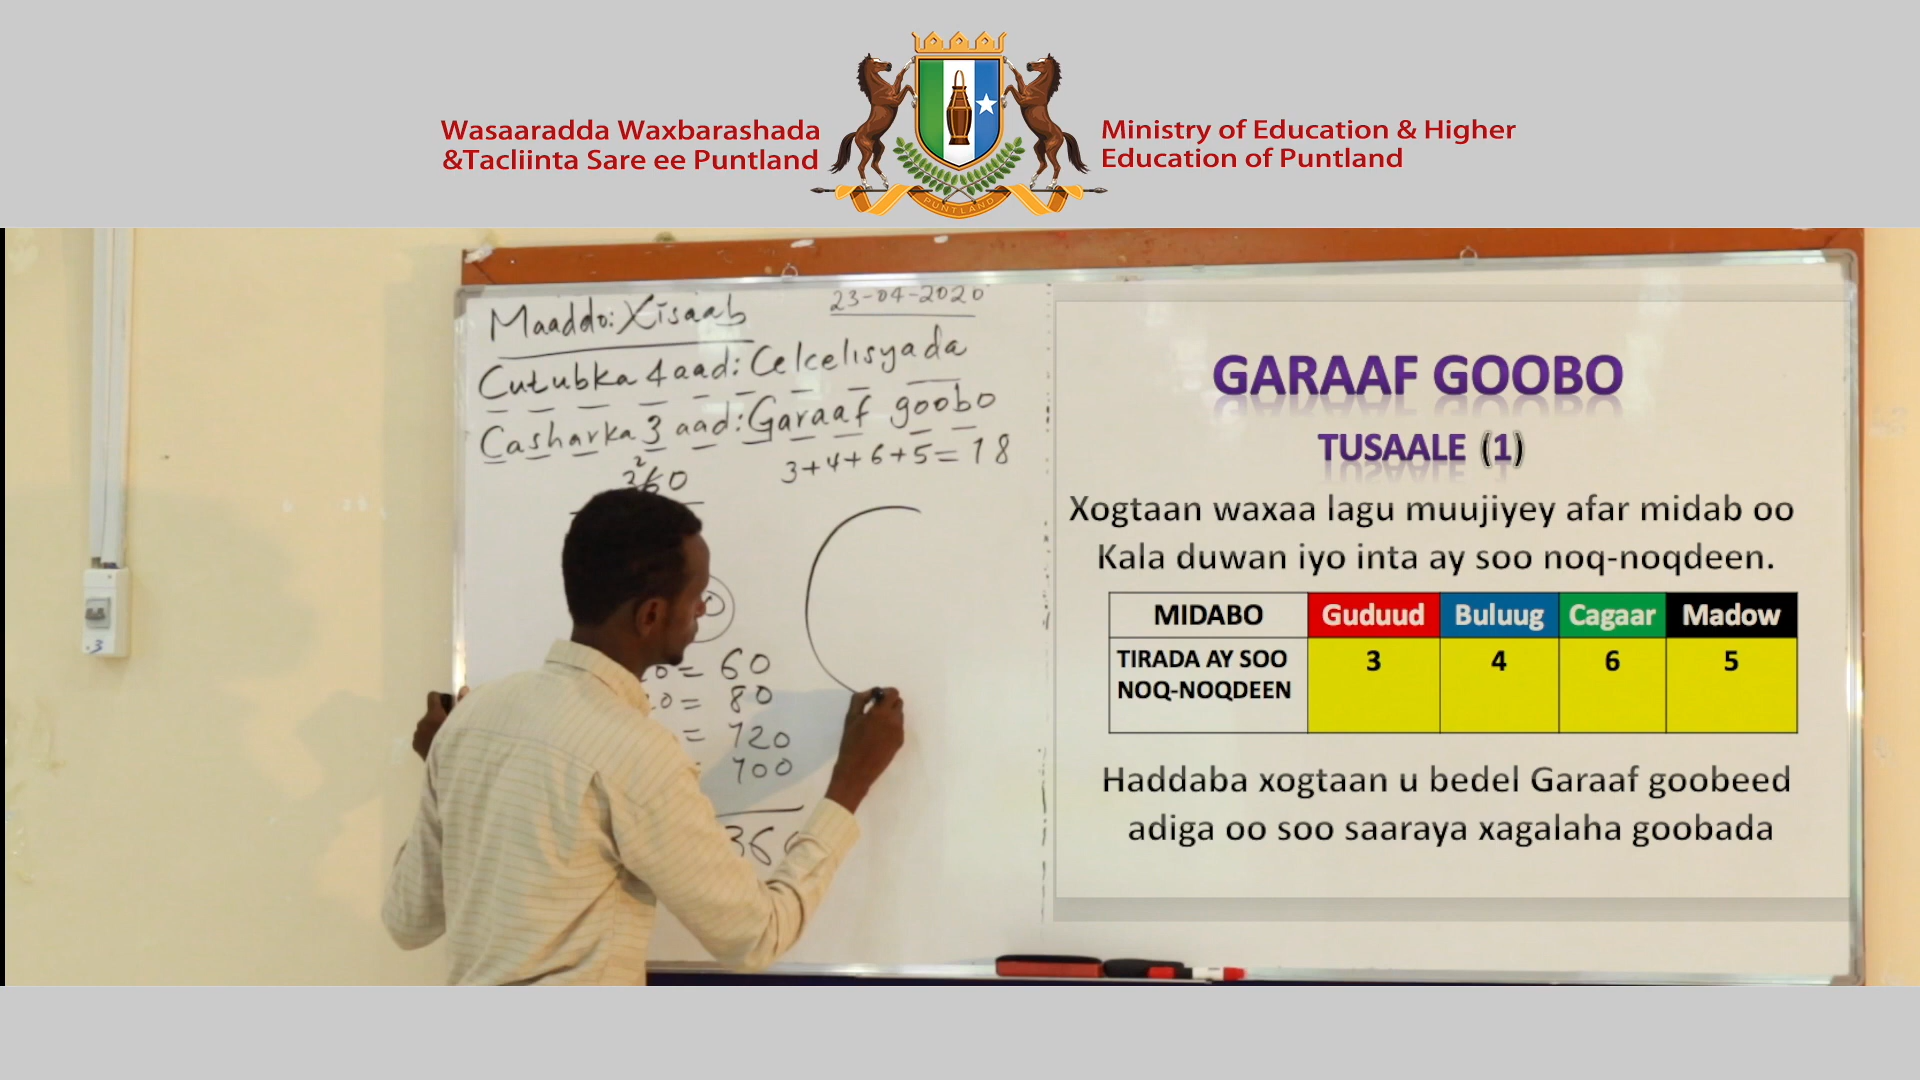 Wasaaradda Waxbarashada
&Tacliinta Sare ee Puntland
PUNTLAND
Ministry of Education & Higher
Education of Puntland
Maaddo: Xisaab
23-04-2020
Cutubka 4aad: Celcelisyada
Casharka 3aad: Garaaf goobo
3+4+6+5=18
= 60
= 80
= 120
100
.3
GARAAF GOOBO
TUSAALE (1)
Xogtaan waxaa lagu muujiyey afar midab oo
Kala duwan iyo inta ay soo noq-noqdeen.
MIDABO Guduud Buluug Cagaar Madow
TIRADA AY SOO NOQ-NOQDEEN 3 4 6 5
Haddaba xogtaan u bedel Garaaf goobeed
adiga oo soo saaraya xagalaha goobada